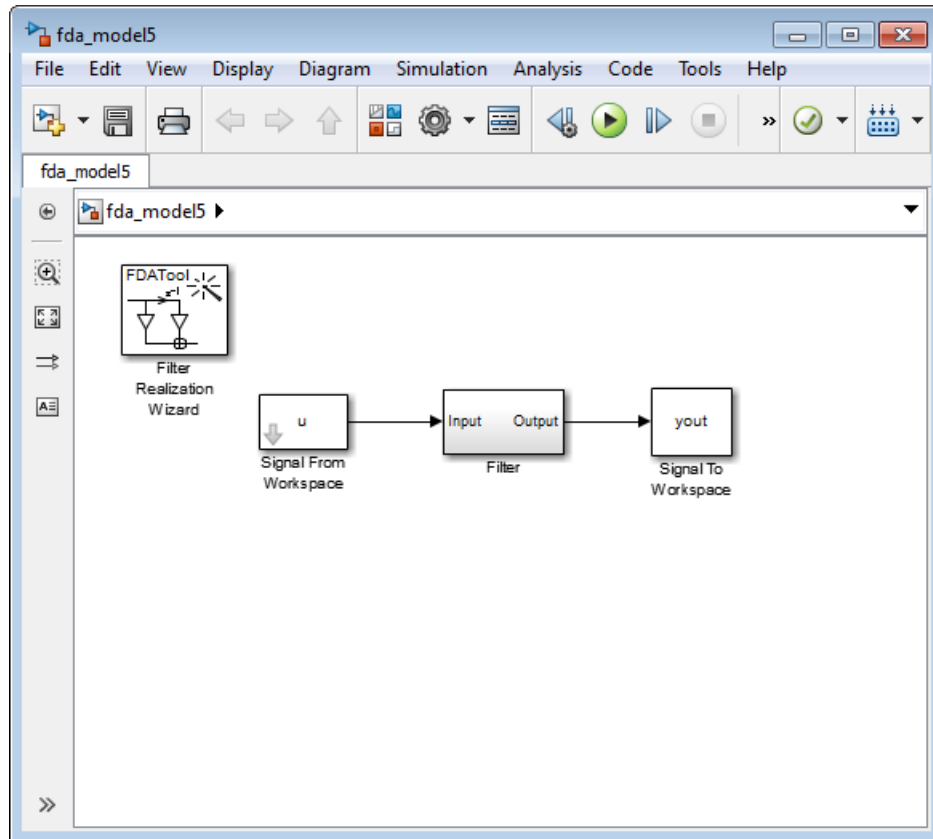 fda_model5
File Edit View Display Diagram Simulation Analysis Code Tools Help
fda_model5
fda_model5
FDATool
z-1
Filter
Realization
Wizard
u
Signal From
Workspace
Input Output
Filter
yout
Signal To
Workspace